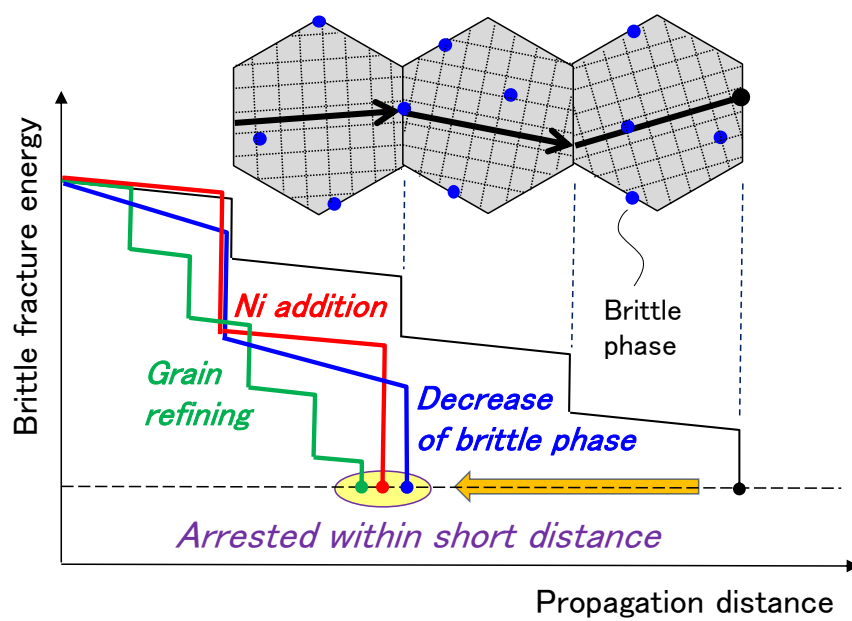 Brittle fracture energy
Ni addition
Brittle
phase
Grain
refining
Decrease
of brittle phase
Arrested within short distance
Propagation distance